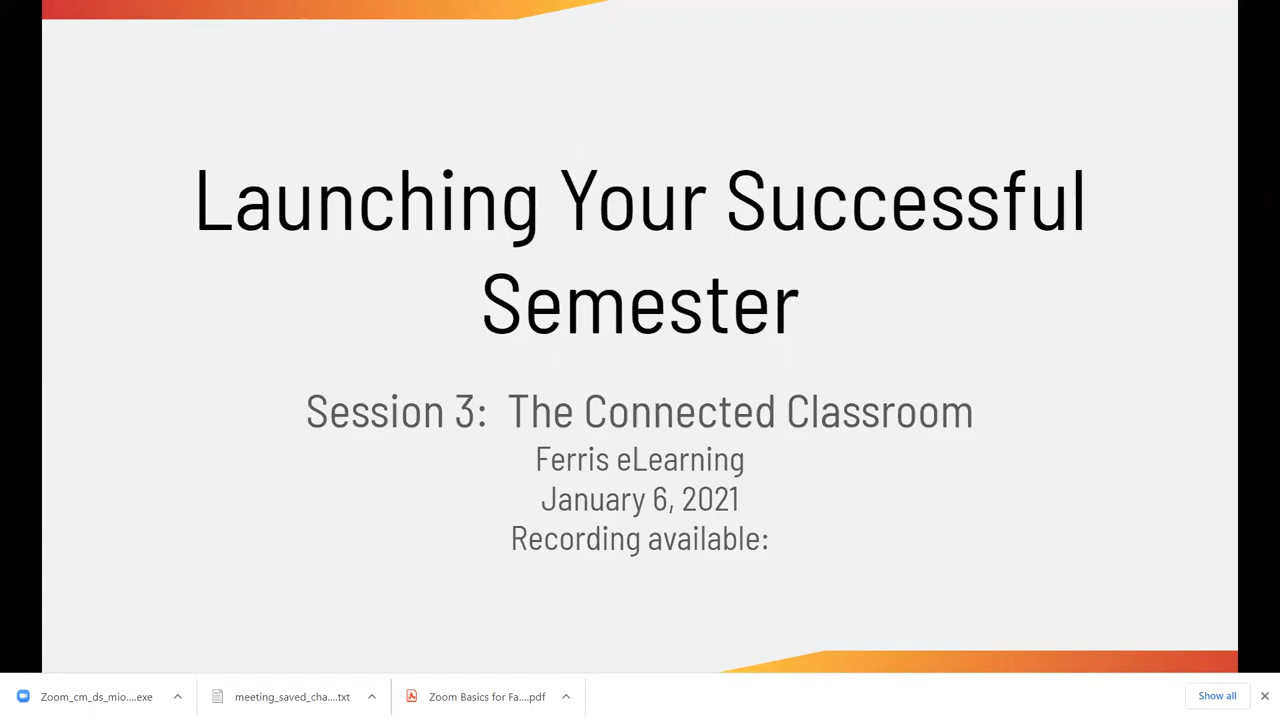 Launching Your Successful
Semester
Session 3: The Connected Classroom
Ferris eLearning
January 6, 2021
Recording available:
Zoom_cm_ds_mio....exe
meeting_saved_cha....txt
Zoom Basics for Fa....pdf
Show all